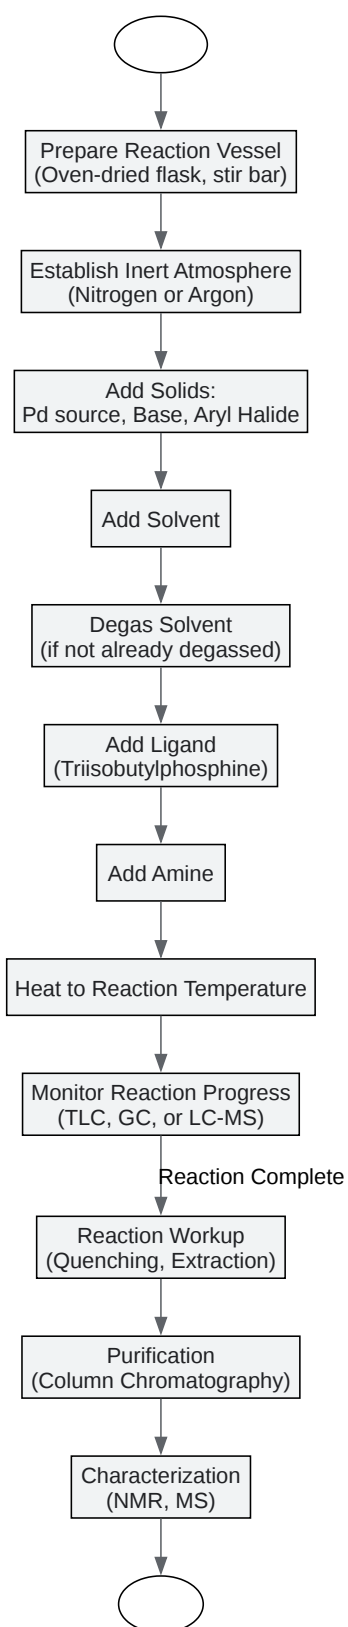 Prepare Reaction Vessel
(Oven-dried flask, stir bar)
Establish Inert Atmosphere
(Nitrogen or Argon)
Add Solids:
Pd source, Base, Aryl Halide
Add Solvent
Degas Solvent
(if not already degassed)
Add Ligand
(Triisobutylphosphine)
Add Amine
Heat to Reaction Temperature
Monitor Reaction Progress
(TLC, GC, or LC-MS)
Reaction Complete
Reaction Workup
(Quenching, Extraction)
Purification
(Column Chromatography)
Characterization
(NMR, MS)